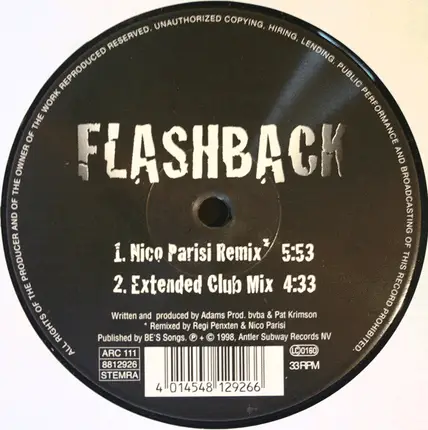 ALL RIGHTS OF THE PRODUCER AND OF THE OWNER OF THE WORK REPRODUCED RESERVED. UNAUTHORIZED COPYING, HIRING, LENDING. PUBLIC PERFORMANCE AND BROADCASTING OF THIS RECORD PROHIBITED.
FLASHBACK
1. Nico Parisi Remix* 5:53
2. Extended Club Mix 4:33
Written and produced by Adams Prod. bvba & Pat Krimson
* Remixed by Regi Penxten & Nico Parisi
Published by BE'S Songs. ℗ + © 1998, Antler Subway Records NV
ARC 111
8812926
STEMRA
4 014548 129266
LC0160
33 RPM